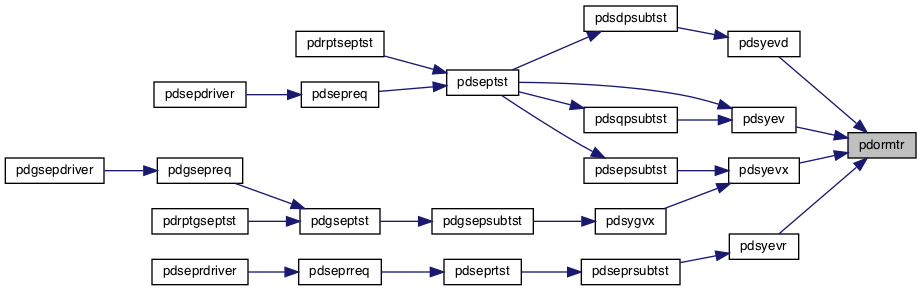 pdsdpsubtst
pdrptseptst
pdsyevd
pdseptst
pdsepdriver
pdsepreq
pdsqpsubtst
pdsyev
pdormtr
pdgsepdriver
pdgsepreq
pdsepsubtst
pdsyevx
pdrptgseptst
pdgseptst
pdgsepsubtst
pdsygvx
pdsyevr
pdseprdriver
pdseprreq
pdseprtst
pdseprsubtst